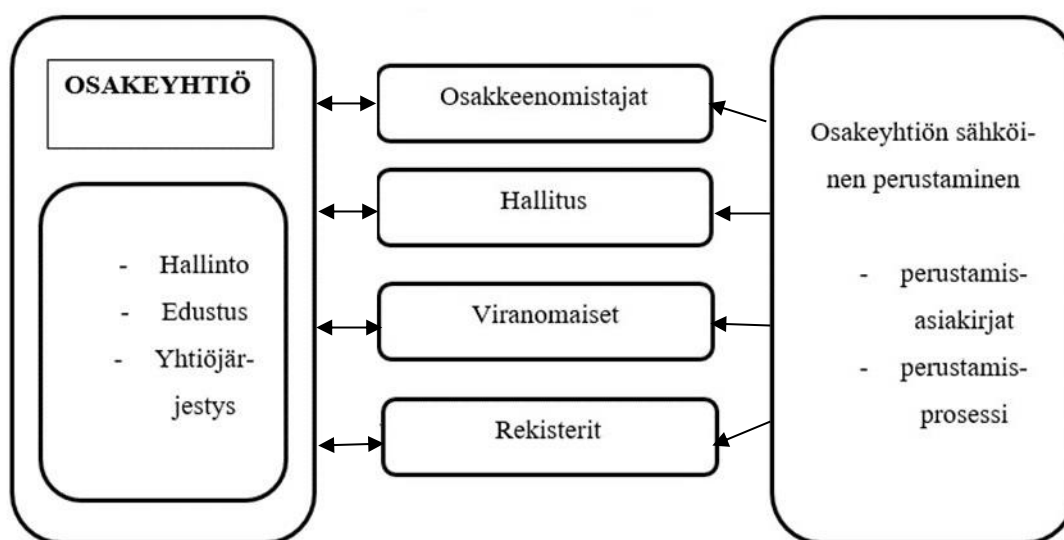 OSAKEYHTIÖ
- Hallinto
- Edustus
- Yhtiöjär-
jestys
Osakkeenomistajat
Hallitus
Viranomaiset
Rekisterit
Osakeyhtiön sähköi-
nen perustaminen
- perustamis-
asiakirjat
- perustamis-
prosessi